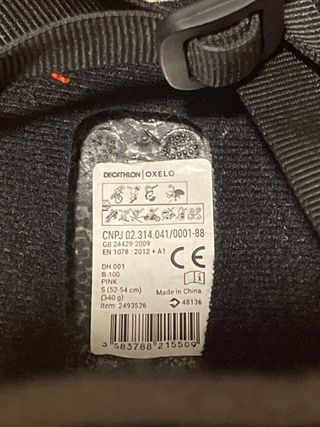 DECATHLON | OXELO
CNPJ 02.314.041/0001-88
GB 24429-2009
EN 1078 : 2012 + A1
CE
DH 001
B 100
PINK
S (52-54 cm)
(340 g)
Item: 2493526
Made in China
48136
3 583788 215509